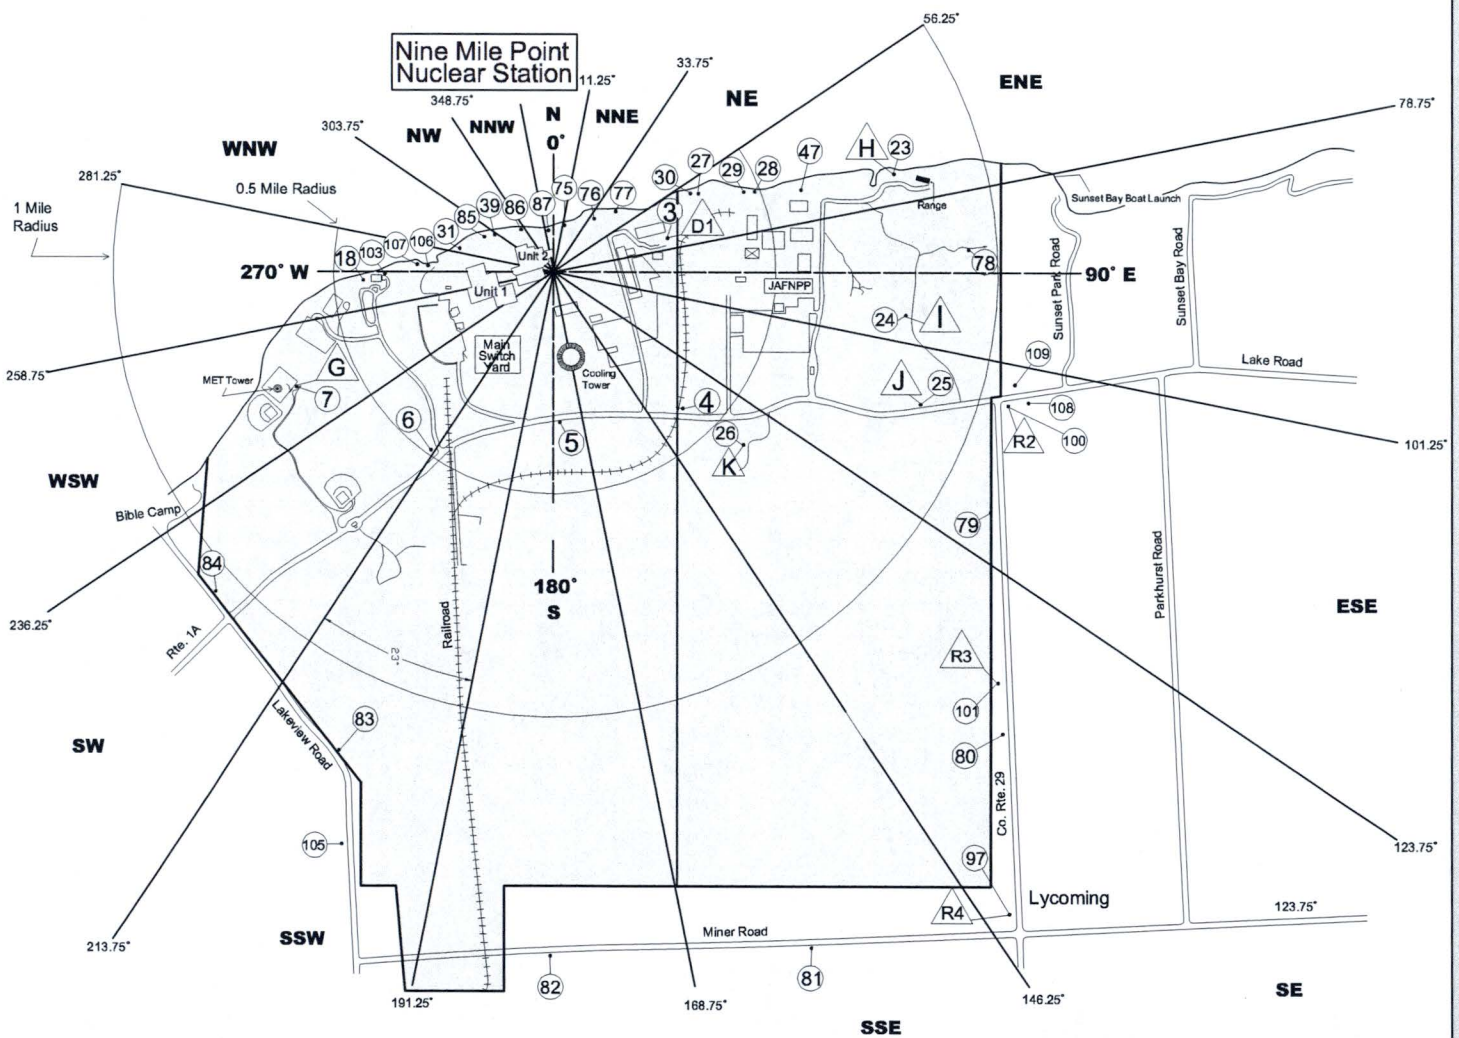 Nine Mile Point
Nuclear Station
56.25°
33.75°
11.25°
ENE
NE
348.75°
N
NNE
78.75°
303.75°
NW
NNW
0°
WNW
281.25°
0.5 Mile Radius
1 Mile
Radius
H
23
47
28
29
27
30
77
76
75
87
86
39
85
31
106
107
103
18
Range
Sunset Bay Boat Launch
3
D1
Unit 2
270° W
Unit 1
JAFNPP
78
90° E
Sunset Park Road
Sunset Bay Road
24
I
Main
Switch
Yard
Cooling
Tower
109
Lake Road
258.75°
MET Tower
G
7
J
25
4
108
R2
100
101.25°
6
5
26
K
WSW
Bible Camp
79
84
180°
S
Parkhurst Road
ESE
236.25°
Rte. 1A
Railroad
23°
R3
101
83
SW
Lakeview Road
80
Co. Rte. 29
105
97
123.75°
Lycoming
R4
123.75°
213.75°
SSW
Miner Road
82
81
191.25°
168.75°
146.25°
SE
SSE